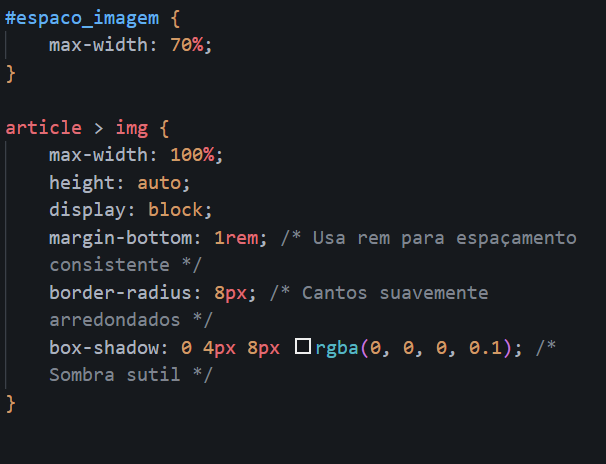 #espaco_imagem {
    max-width: 70%;
}

article > img {
    max-width: 100%;
    height: auto;
    display: block;
    margin-bottom: 1rem; /* Usa rem para espaçamento
    consistente */
    border-radius: 8px; /* Cantos suavemente
    arredondados */
    box-shadow: 0 4px 8px rgba(0, 0, 0, 0.1); /*
    Sombra sutil */
}